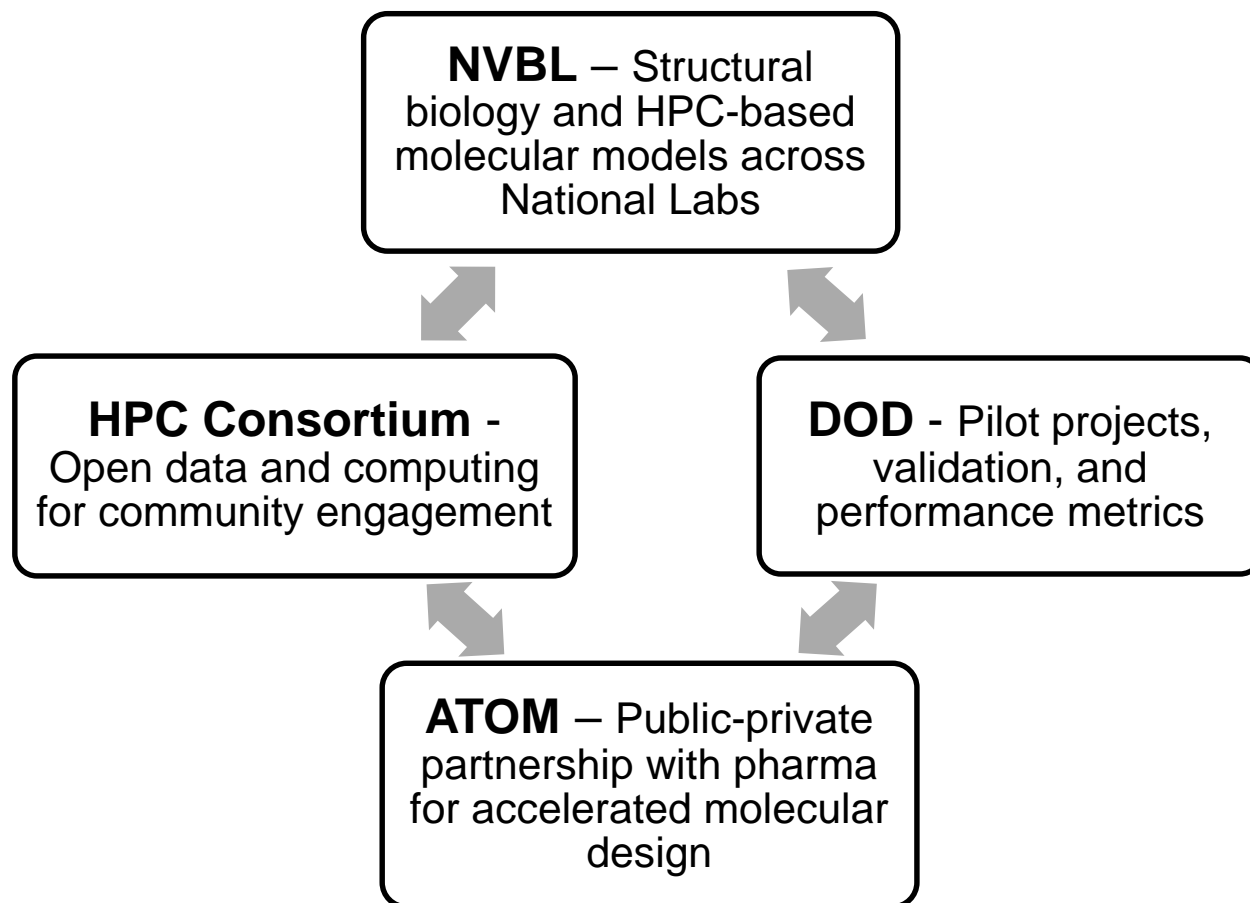 NVBL – Structural
biology and HPC-based
molecular models across
National Labs
HPC Consortium -
Open data and computing
for community engagement
DOD - Pilot projects,
validation, and
performance metrics
ATOM – Public-private
partnership with pharma
for accelerated molecular
design